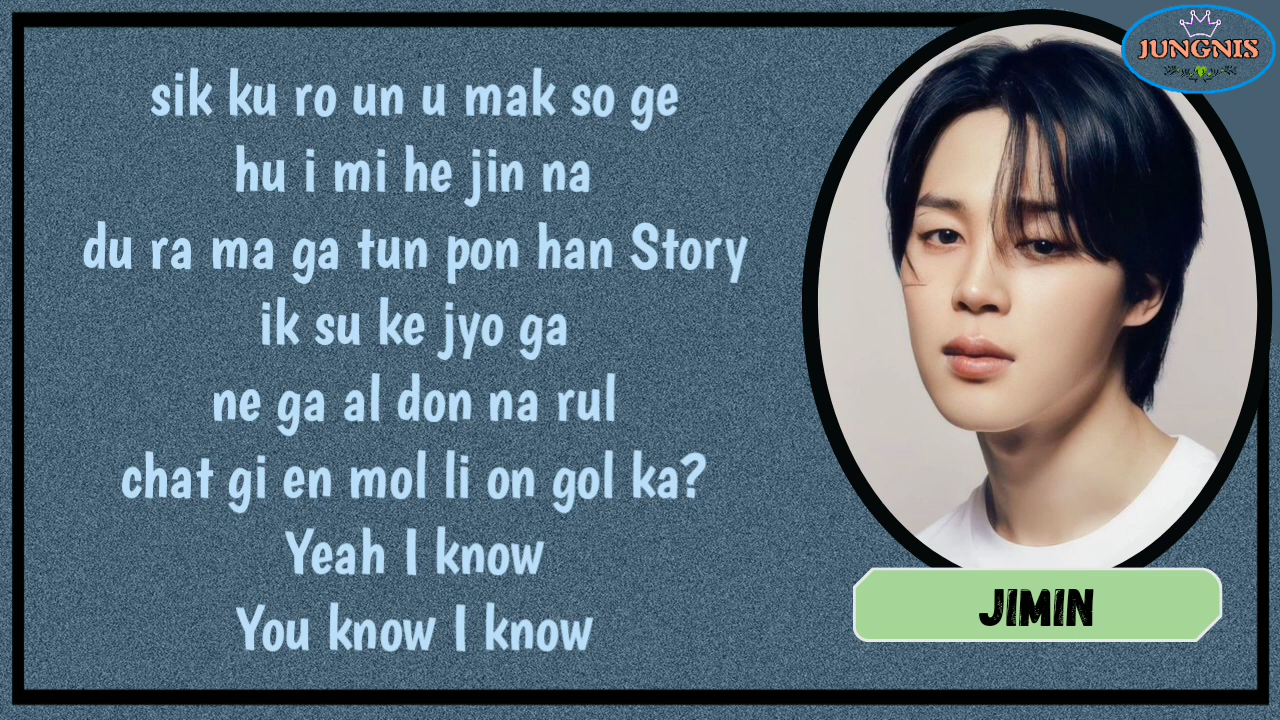 sik ku ro un u mak so ge
hu i mi he jin na
du ra ma ga tun pon han Story
ik su ke jyo ga
ne ga al don na rul
chat gi en mol li on gol ka?
Yeah I know
You know I know
JUNGNIS
JIMIN